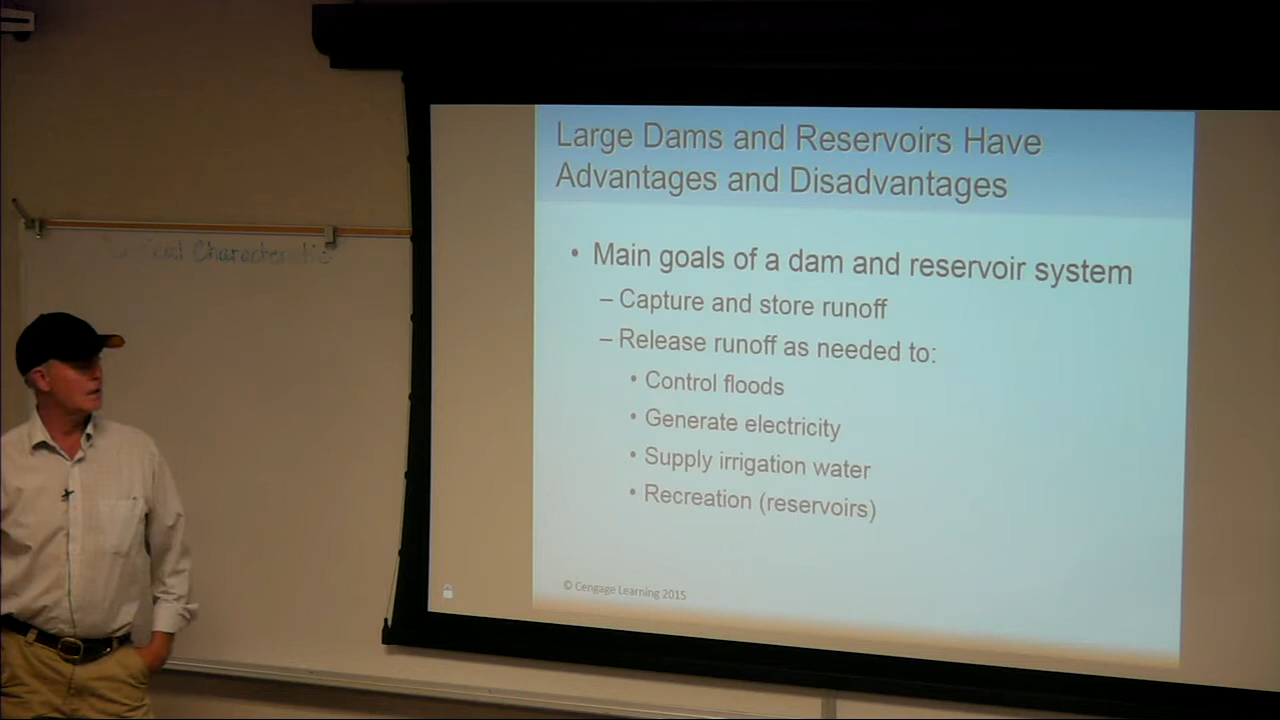 Large Dams and Reservoirs Have
Advantages and Disadvantages
• Main goals of a dam and reservoir system
– Capture and store runoff
– Release runoff as needed to:
• Control floods
• Generate electricity
• Supply irrigation water
• Recreation (reservoirs)
© Cengage Learning 2015
Characteristic